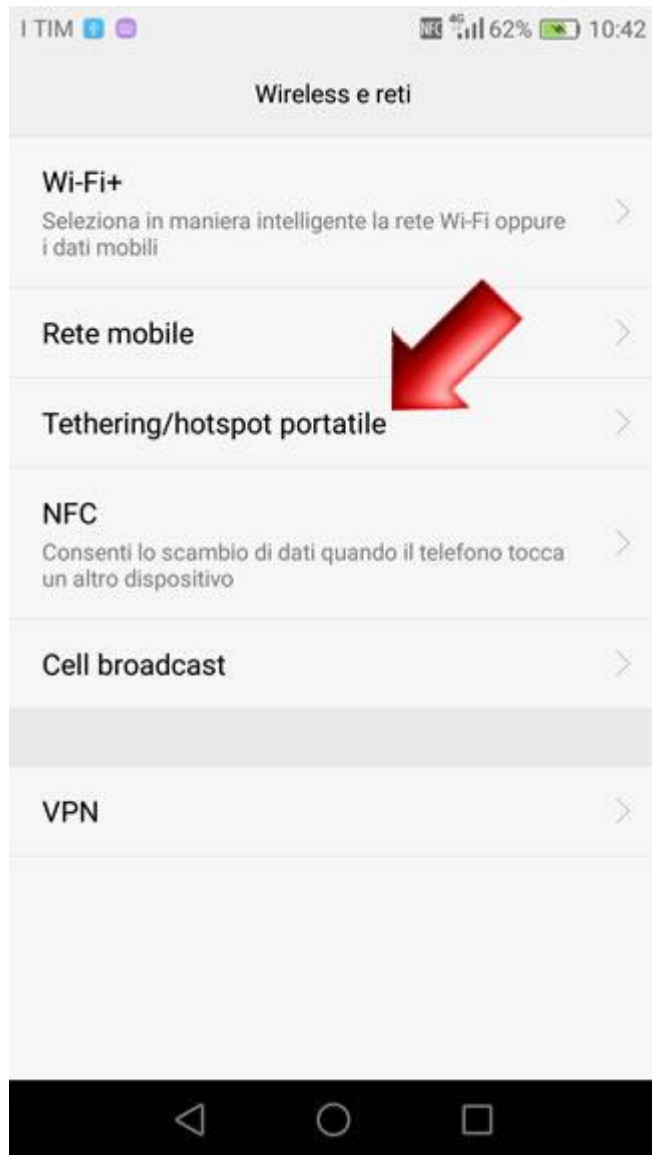 I TIM NFC 4G 62% 10:42
Wireless e reti
Wi-Fi+
Seleziona in maniera intelligente la rete Wi-Fi oppure
i dati mobili
Rete mobile
Tethering/hotspot portatile
NFC
Consenti lo scambio di dati quando il telefono tocca
un altro dispositivo
Cell broadcast
VPN